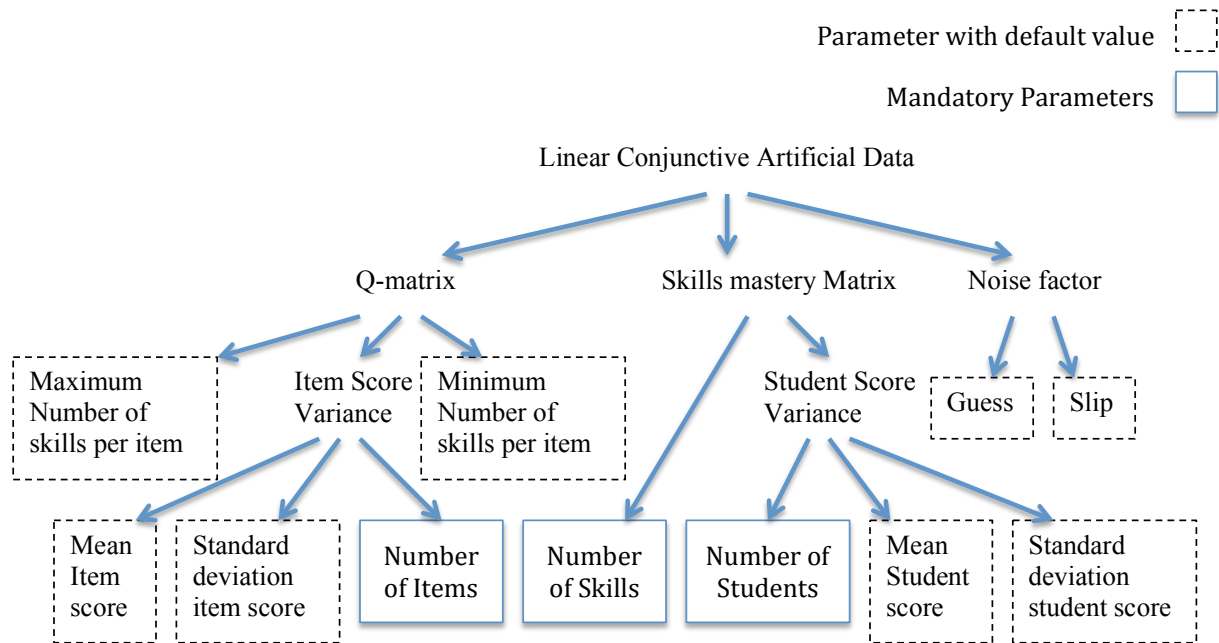 Parameter with default value
Mandatory Parameters
Linear Conjunctive Artificial Data
Q-matrix
Skills mastery Matrix
Noise factor
Maximum
Number of
skills per item
Item Score
Variance
Minimum
Number of
skills per item
Student Score
Variance
Guess
Slip
Mean
Item
score
Standard
deviation
item score
Number
of Items
Number
of Skills
Number of
Students
Mean
Student
score
Standard
deviation
student score